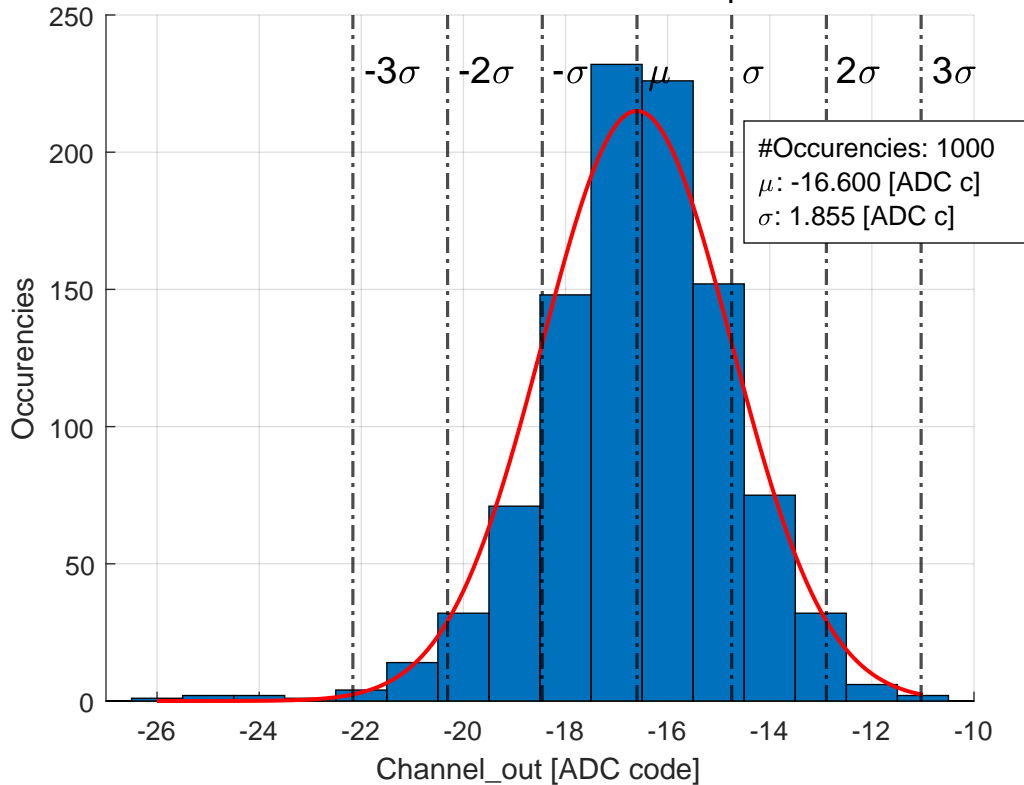 250
200
150
100
50
0
Occurencies
-3σ -2σ -σ μ σ 2σ 3σ
#Occurencies: 1000
μ: -16.600 [ADC c]
σ: 1.855 [ADC c]
-26 -24 -22 -20 -18 -16 -14 -12 -10
Channel_out [ADC code]